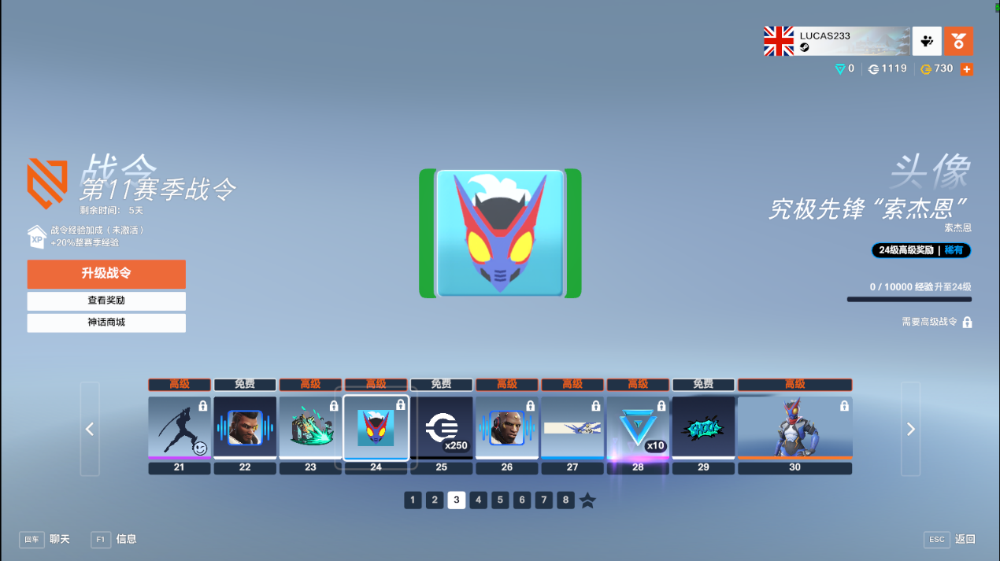 LUCAS233
0
1119
730
战令
第11赛季战令
剩余时间： 5天
XP
战令经验加成（未激活）
+20%整赛季经验
升级战令
查看奖励
神话商城
头像
究极先锋“索杰恩”
索杰恩
24级高级奖励 | 稀有
0 / 10000 经验升至24级
需要高级战令
高级 免费 高级 高级 免费 高级 高级 高级 免费 高级
x250 x10
21 22 23 24 25 26 27 28 29 30
1 2 3 4 5 6 7 8
回车 聊天 F1 信息 ESC 返回